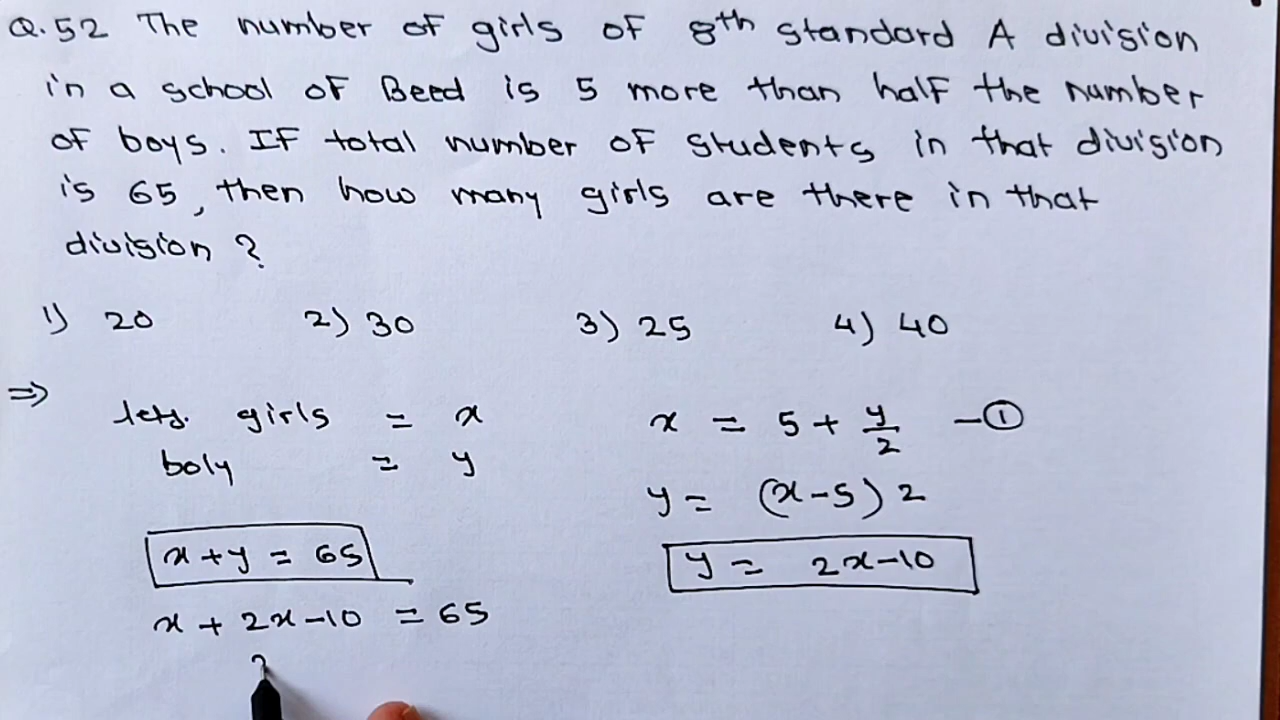 Q.52 The number of girls of 8th standard A division
in a school of Beed is 5 more than half the number
of boys. If total number of students in that division
is 65, then how many girls are there in that
division ?
1) 20 2) 30 3) 25 4) 40
=> lets. girls = x x = 5 + y/2 - ①
boly = y
y = (x-5) 2
x + y = 65 y = 2x-10
x + 2x-10 = 65